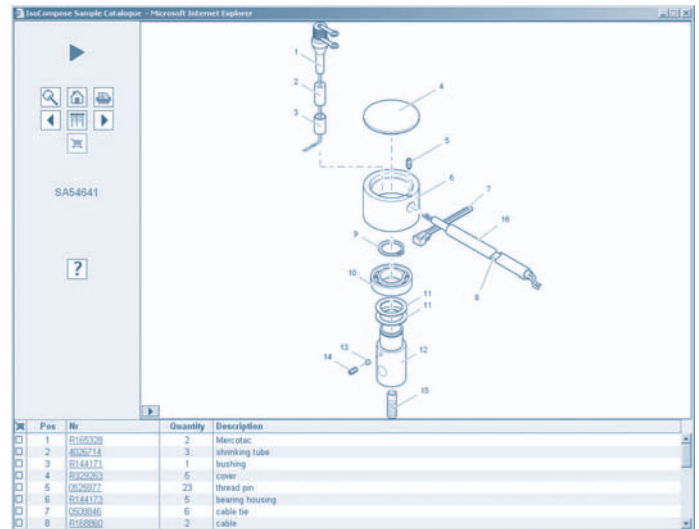 IsoCompose Sample Catalogue - Microsoft Internet Explorer
1
2
3
4
5
6
7
16
SA54641
9
8
10
11
11
13
12
14
15
Pos Nr Quantity Description
1 R165328 2 Mercotac
2 4026714 3 shrinking tube
3 R144171 1 bushing
4 R329263 5 cover
5 0526977 23 thread pin
6 R144173 5 bearing housing
7 0508846 6 cable tie
8 R168860 2 cable